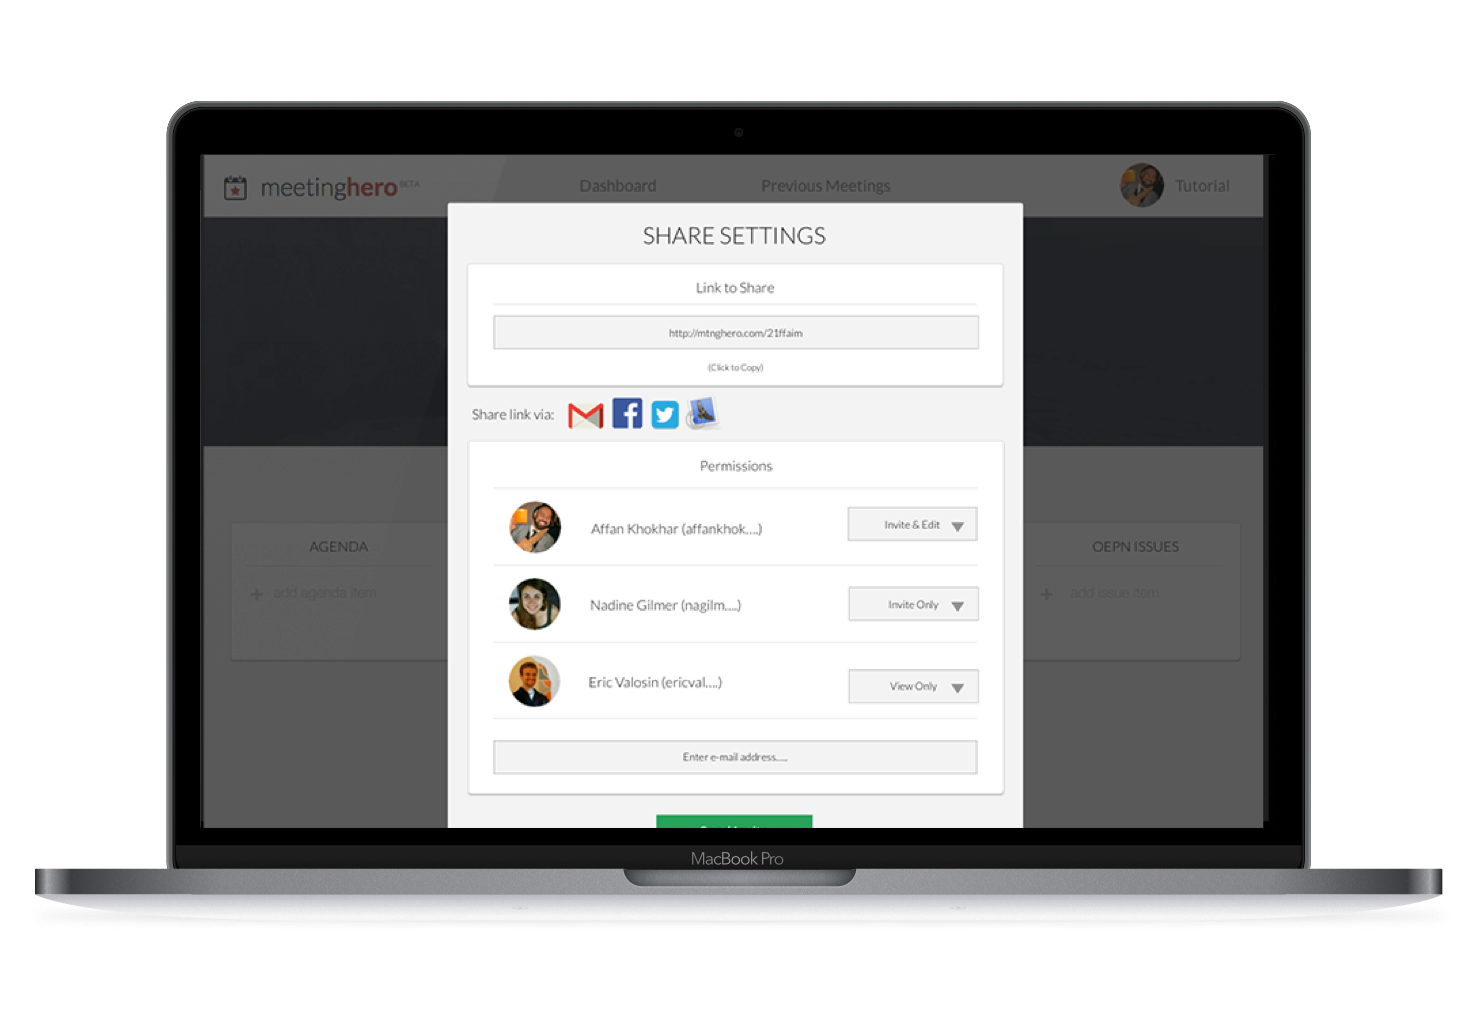 meetinghero BETA
Dashboard
Previous Meetings
Tutorial
SHARE SETTINGS
Link to Share
http://mtnghero.com/21ffaim
(Click to Copy)
Share link via:
Permissions
Affan Khokhar (affankhok....)
Invite & Edit
Nadine Gilmer (nagilm....)
Invite Only
Eric Valosin (ericval....)
View Only
Enter e-mail address.....
AGENDA
+ add agenda item
OEPN ISSUES
+ add issue item
MacBook Pro